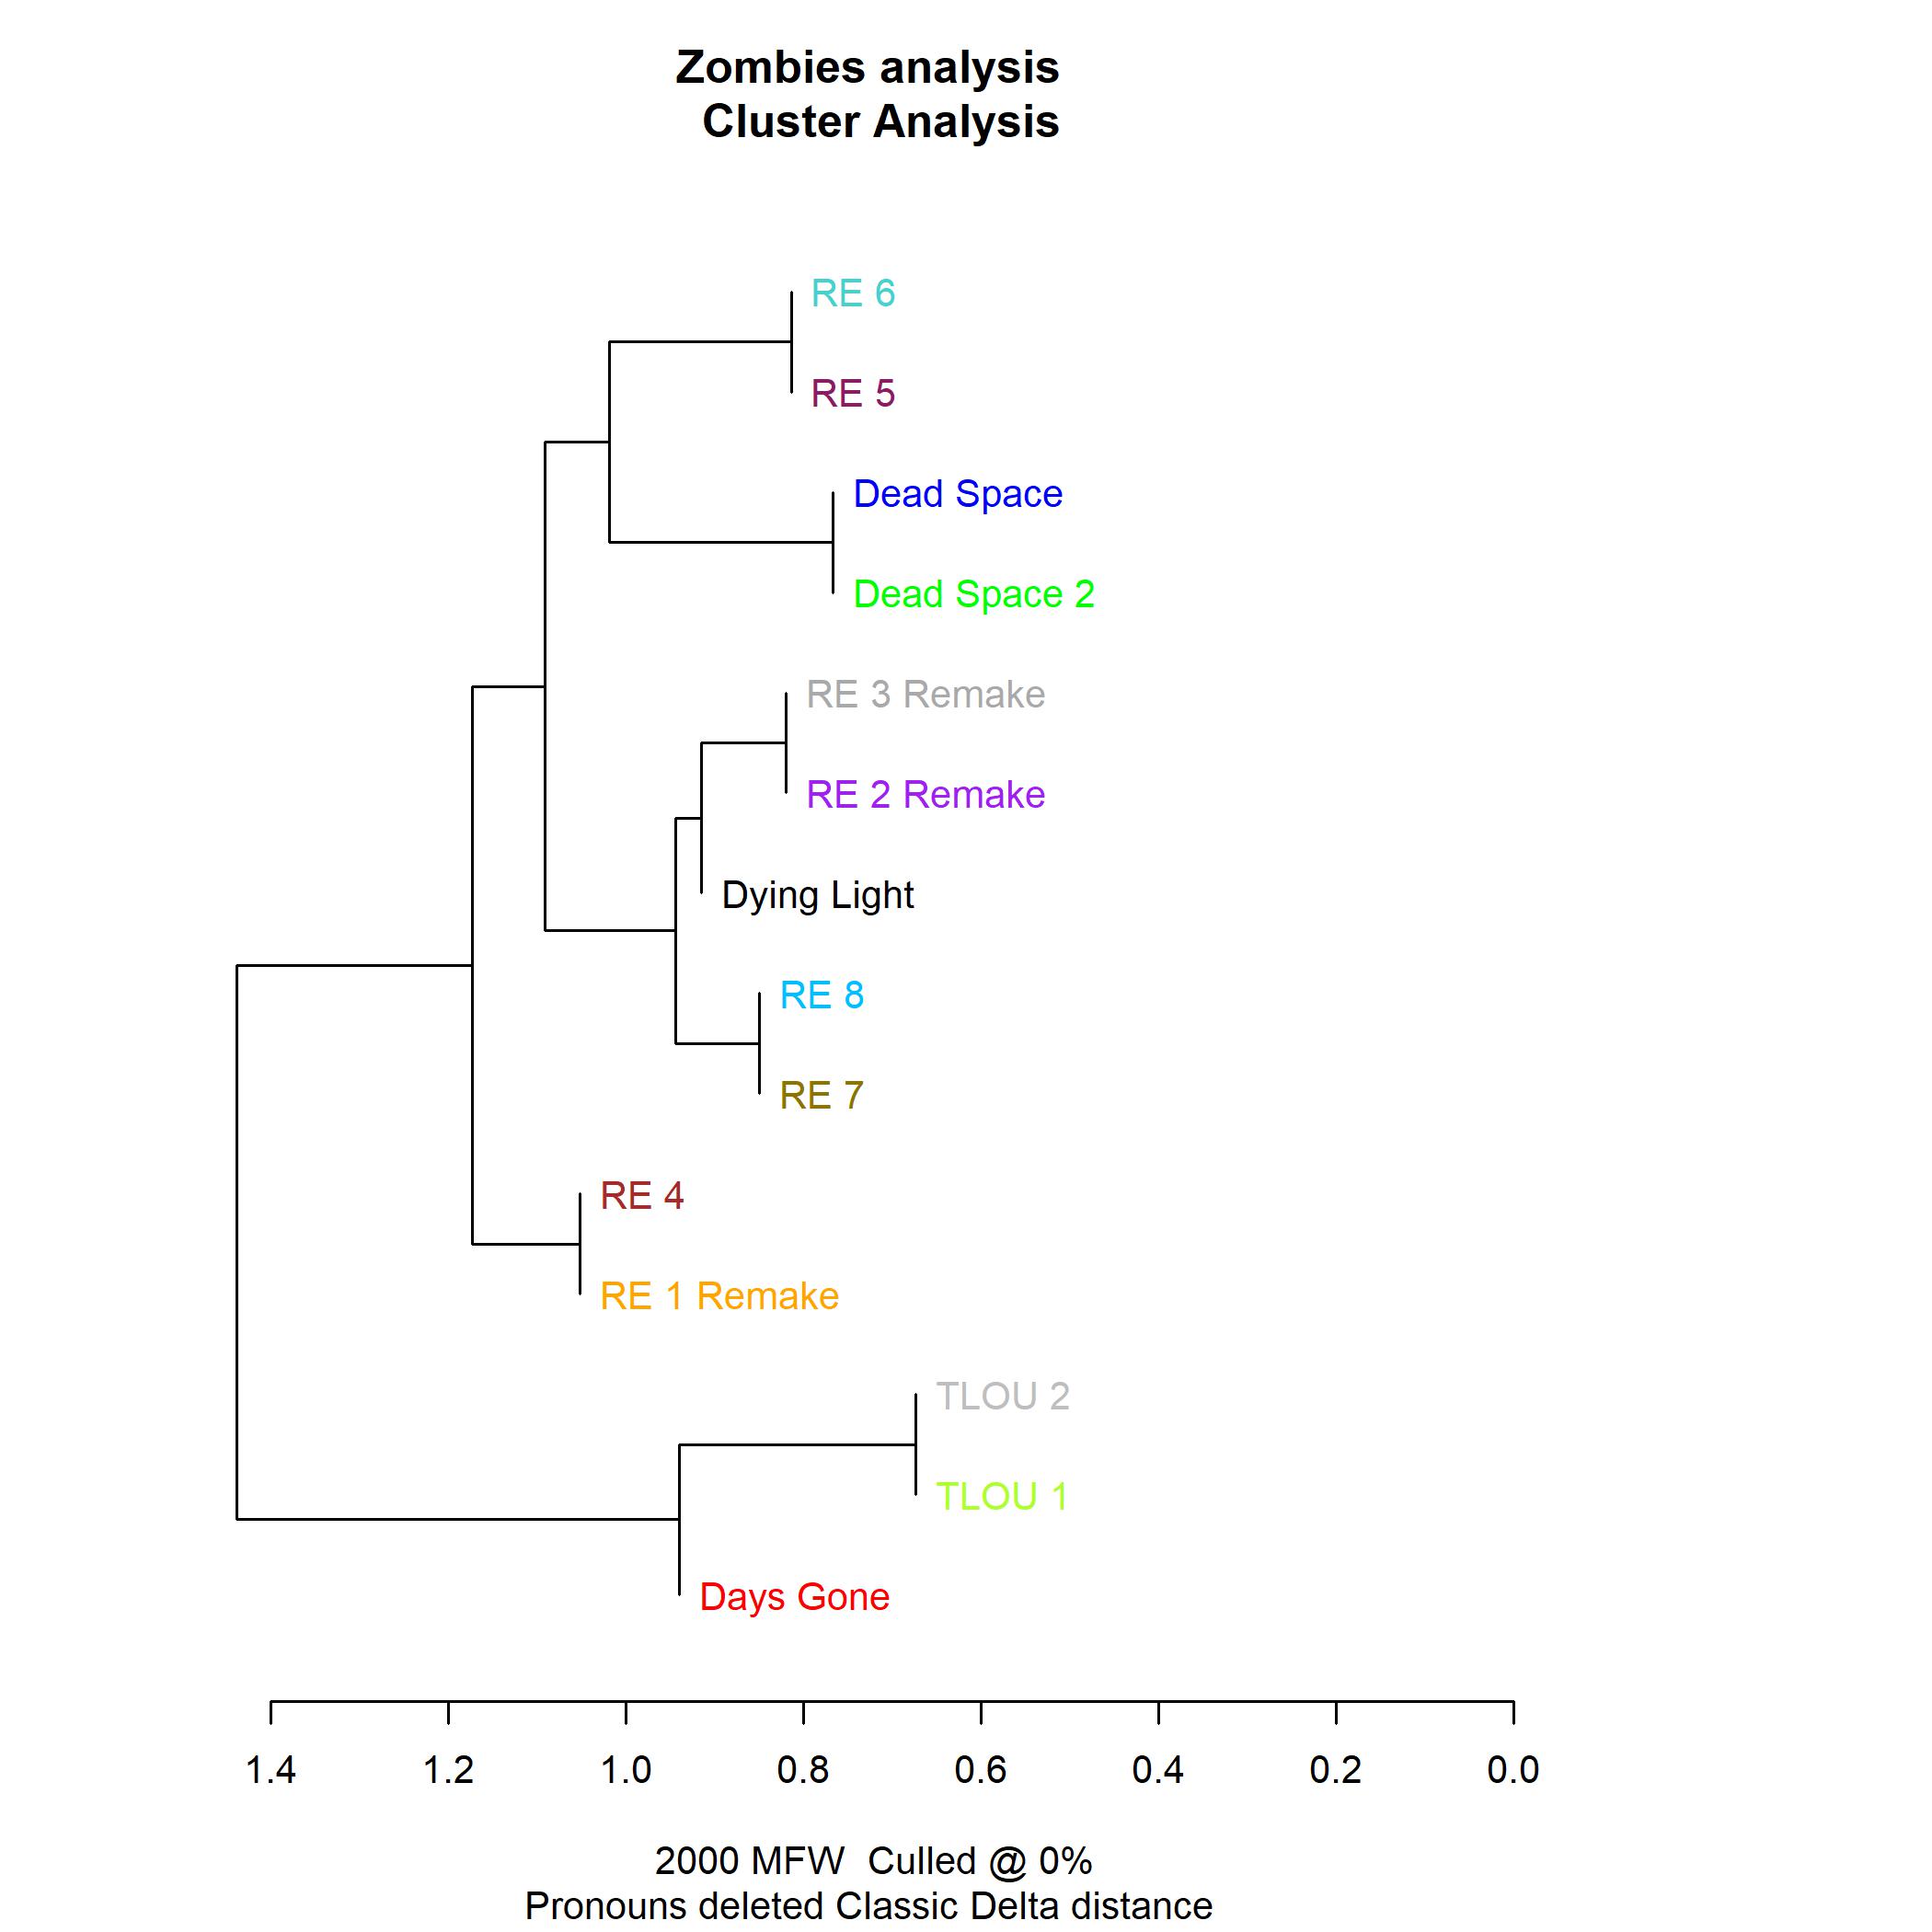 Zombies analysis
Cluster Analysis
RE 6
RE 5
Dead Space
Dead Space 2
RE 3 Remake
RE 2 Remake
Dying Light
RE 8
RE 7
RE 4
RE 1 Remake
TLOU 2
TLOU 1
Days Gone
1.4 1.2 1.0 0.8 0.6 0.4 0.2 0.0
2000 MFW  Culled @ 0%
Pronouns deleted Classic Delta distance